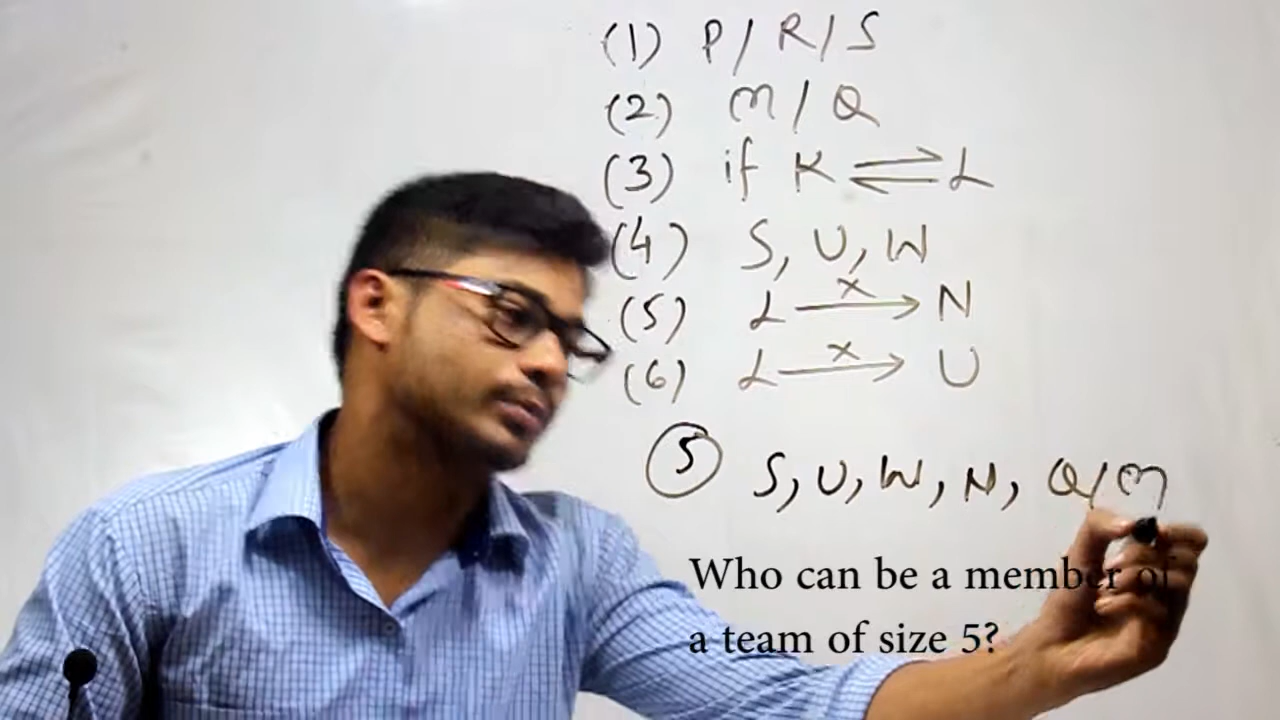 (1) P/R/S
(2) M/Q
(3) if K ⇌ L
(4) S, U, W
(5) L –x→ N
(6) L –x→ U
(5) S, U, W, N, Q/M
Who can be a member of
a team of size 5?